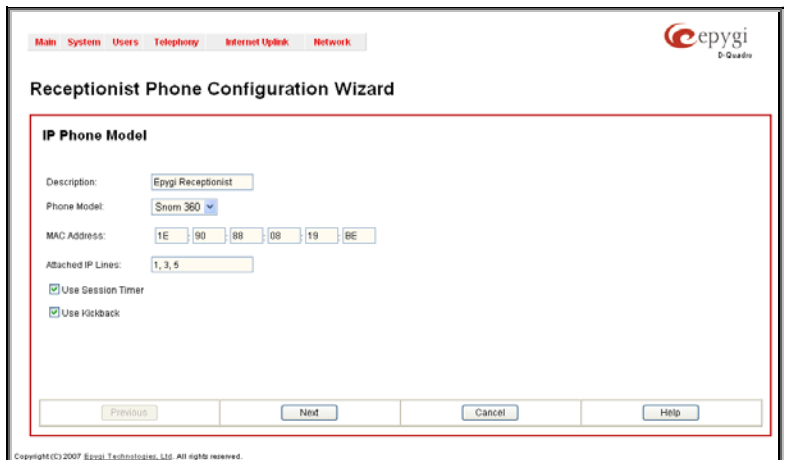 Main System Users Telephony Internet Uplink Network
epygi
D-Quadro
Receptionist Phone Configuration Wizard
IP Phone Model
Description: Epygi Receptionist
Phone Model: Snom 360
MAC Address: 1E : 90 : 88 : 08 : 19 : BE
Attached IP Lines: 1, 3, 5
Use Session Timer
Use Kickback
Previous Next Cancel Help
Copyright (C) 2007 Epygi Technologies, Ltd. All rights reserved.